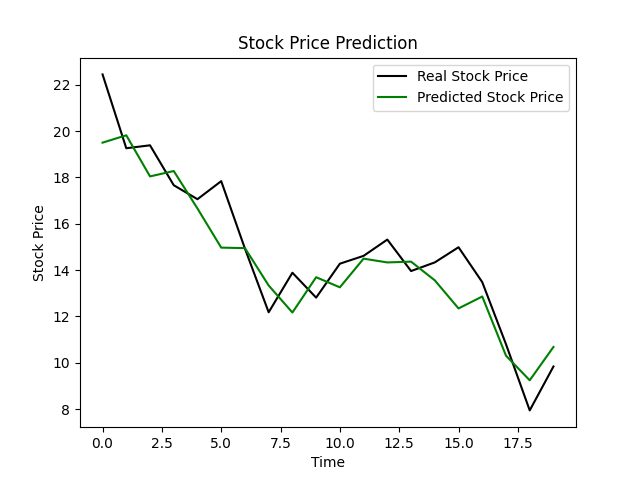 Stock Price Prediction
Real Stock Price
Predicted Stock Price
Stock Price
22
20
18
16
14
12
10
8
0.0 2.5 5.0 7.5 10.0 12.5 15.0 17.5
Time